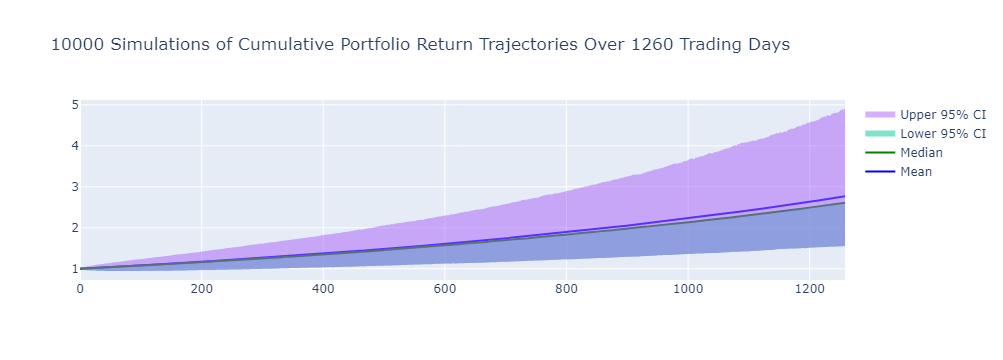 10000 Simulations of Cumulative Portfolio Return Trajectories Over 1260 Trading Days
5
4
3
2
1
0
200
400
600
800
1000
1200
Upper 95% CI
Lower 95% CI
Median
Mean